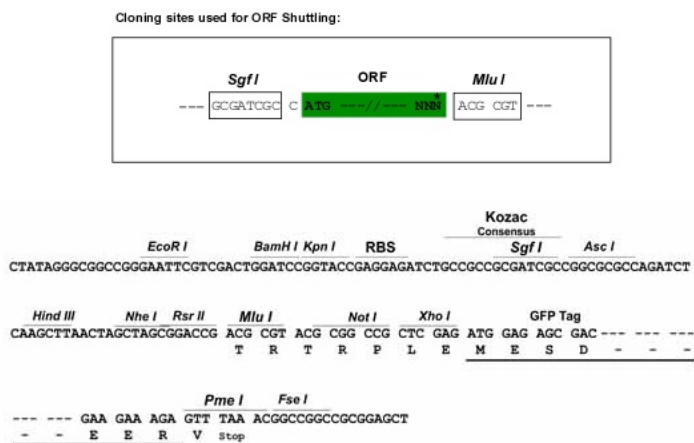 Cloning sites used for ORF Shuttling:
Sgf I ORF Mlu I
--- GCGATCGC C ATG ---//--- NNN* ACG CGT ---
Kozac
Consensus
EcoR I BamH I Kpn I RBS Sgf I Asc I
CTATAGGGCGGCCGGGAATTCGTCGACTGGATCCGGTACCGAGGAGATCTGCCGCCGCGATCGCCGGCGCGCCAGATCT
Hind III Nhe I Rsr II Mlu I Not I Xho I GFP Tag
CAAGCTTAACTAGCTAGCGGACCG ACG CGT ACG CGG CCG CTC GAG ATG GAG AGC GAC--- ------
T R T R P L E M E S D - - -
Pme I Fse I
--- --- GAA GAA AGA GTT TAA ACGGCCGGCCGCGGAGCT
- - E E R V Stop